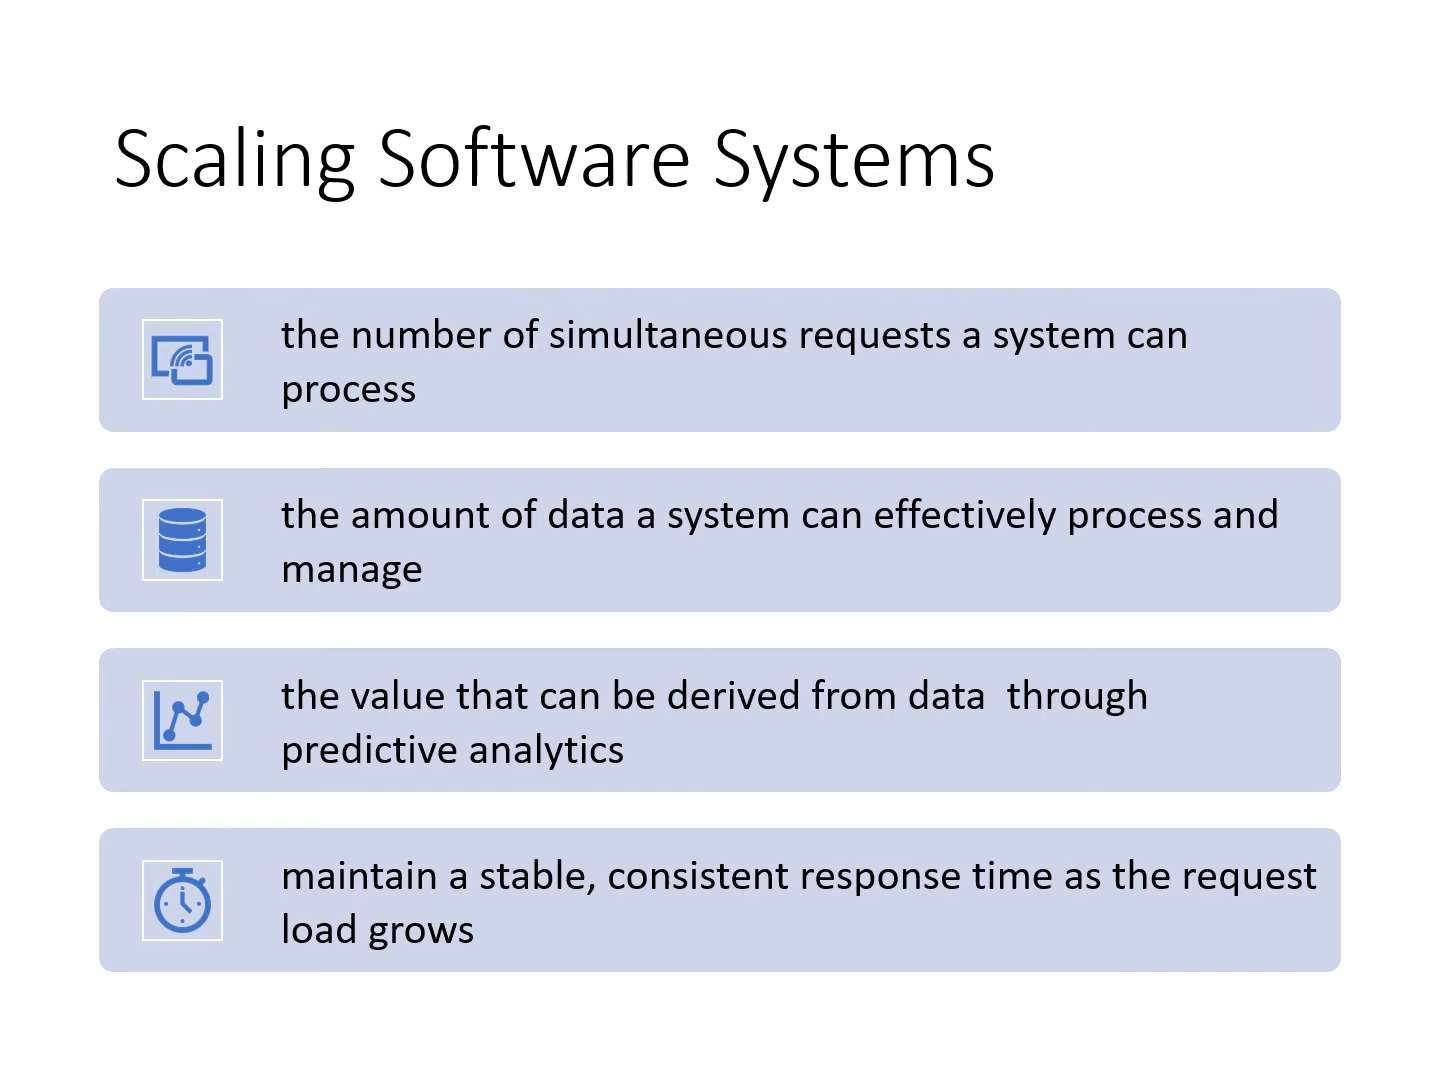 Scaling Software Systems
the number of simultaneous requests a system can
process
the amount of data a system can effectively process and
manage
the value that can be derived from data  through
predictive analytics
maintain a stable, consistent response time as the request
load grows